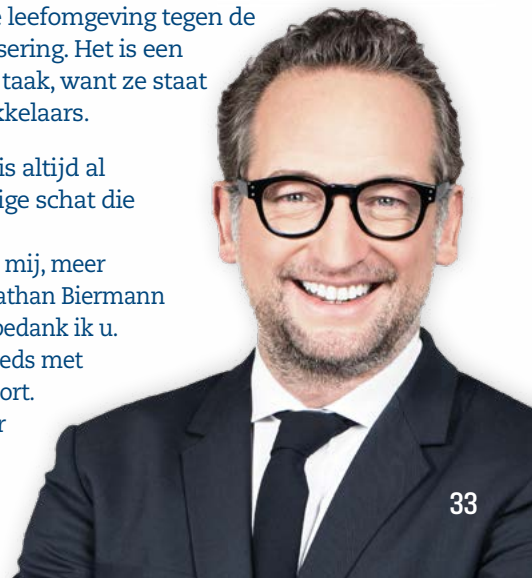 leefomgeving tegen de
sering. Het is een
taak, want ze staat
kkelaars.
is altijd al
ige schat die
mij, meer
athan Biermann
bedank ik u.
eds met
ort.
r
33